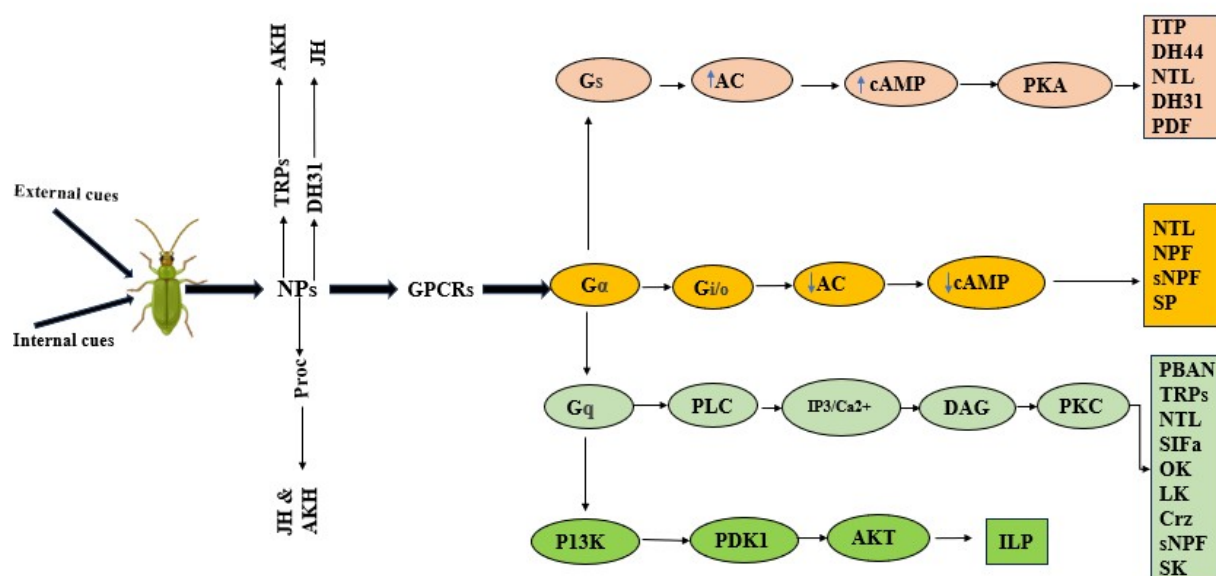 External cues
Internal cues
AKH
JH
TRPs
DH31
NPs
Proc
JH &
AKH
GPCRs
Gs
↑AC
↑cAMP
PKA
ITP
DH44
NTL
DH31
PDF
Gα
Gi/o
↓AC
↓cAMP
NTL
NPF
sNPF
SP
Gq
PLC
IP3/Ca2+
DAG
PKC
PBAN
TRPs
NTL
SIFa
OK
LK
Crz
sNPF
SK
P13K
PDK1
AKT
ILP